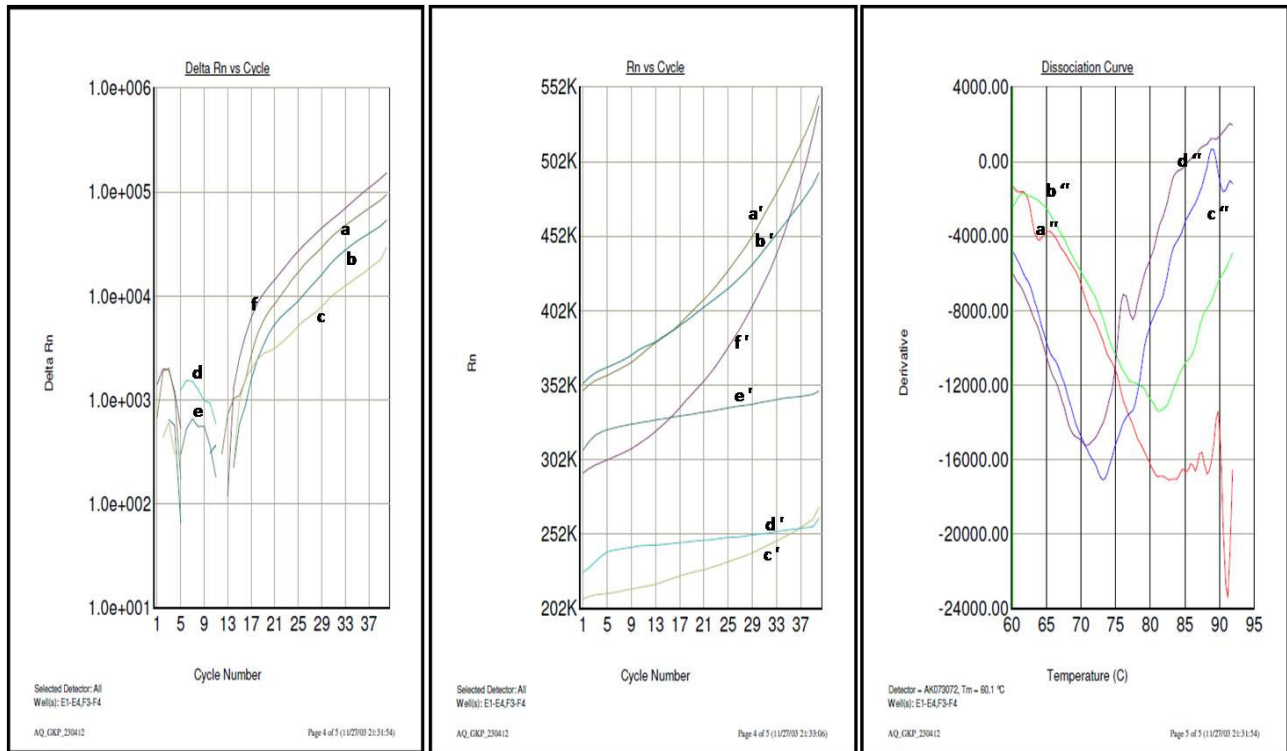 Delta Rn vs Cycle
1.0e+006
1.0e+005
1.0e+004
1.0e+003
1.0e+002
1.0e+001
Delta Rn
a
b
f
c
d
e
1 5 9 13 17 21 25 29 33 37
Cycle Number
Selected Detector: All
Well(s): E1-E4,F3-F4
AQ_GKP_230412 Page 4 of 5 (11/27/03 21:31:54)
Rn vs Cycle
552K
502K
452K
402K
352K
302K
252K
202K
Rn
a'
b'
f'
e'
d'
c'
1 5 9 13 17 21 25 29 33 37
Cycle Number
Selected Detector: All
Well(s): E1-E4,F3-F4
AQ_GKP_230412 Page 4 of 5 (11/27/03 21:33:06)
Dissociation Curve
4000.00
0.00
-4000.00
-8000.00
-12000.00
-16000.00
-20000.00
-24000.00
Derivative
d"
b"
c"
a"
60 65 70 75 80 85 90 95
Temperature (C)
Detector = AK073072, Tm = 60.1 ºC
Well(s): E1-E4,F3-F4
AQ_GKP_230412 Page 5 of 5 (11/27/03 21:31:54)